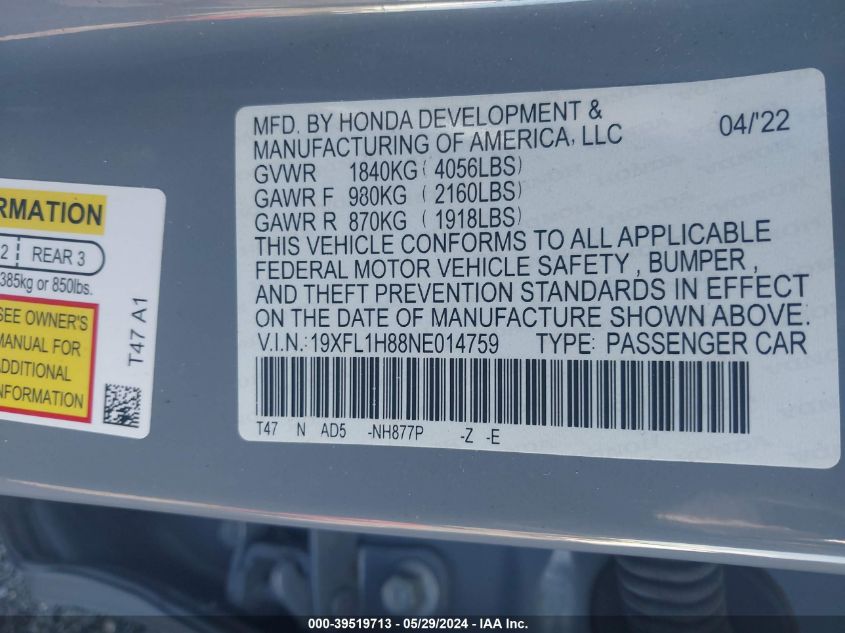 RMATION
2 REAR 3
385kg or 850lbs.
SEE OWNER'S
MANUAL FOR
ADDITIONAL
INFORMATION
T47 A1
MFD. BY HONDA DEVELOPMENT & 04/'22
MANUFACTURING OF AMERICA, LLC
GVWR 1840KG (4056LBS)
GAWR F 980KG (2160LBS)
GAWR R 870KG (1918LBS)
THIS VEHICLE CONFORMS TO ALL APPLICABLE
FEDERAL MOTOR VEHICLE SAFETY, BUMPER,
AND THEFT PREVENTION STANDARDS IN EFFECT
ON THE DATE OF MANUFACTURE SHOWN ABOVE.
V.I.N.: 19XFL1H88NE014759 TYPE: PASSENGER CAR
T47 N AD5 -NH877P -Z -E
000-39519713 - 05/29/2024 - IAA Inc.